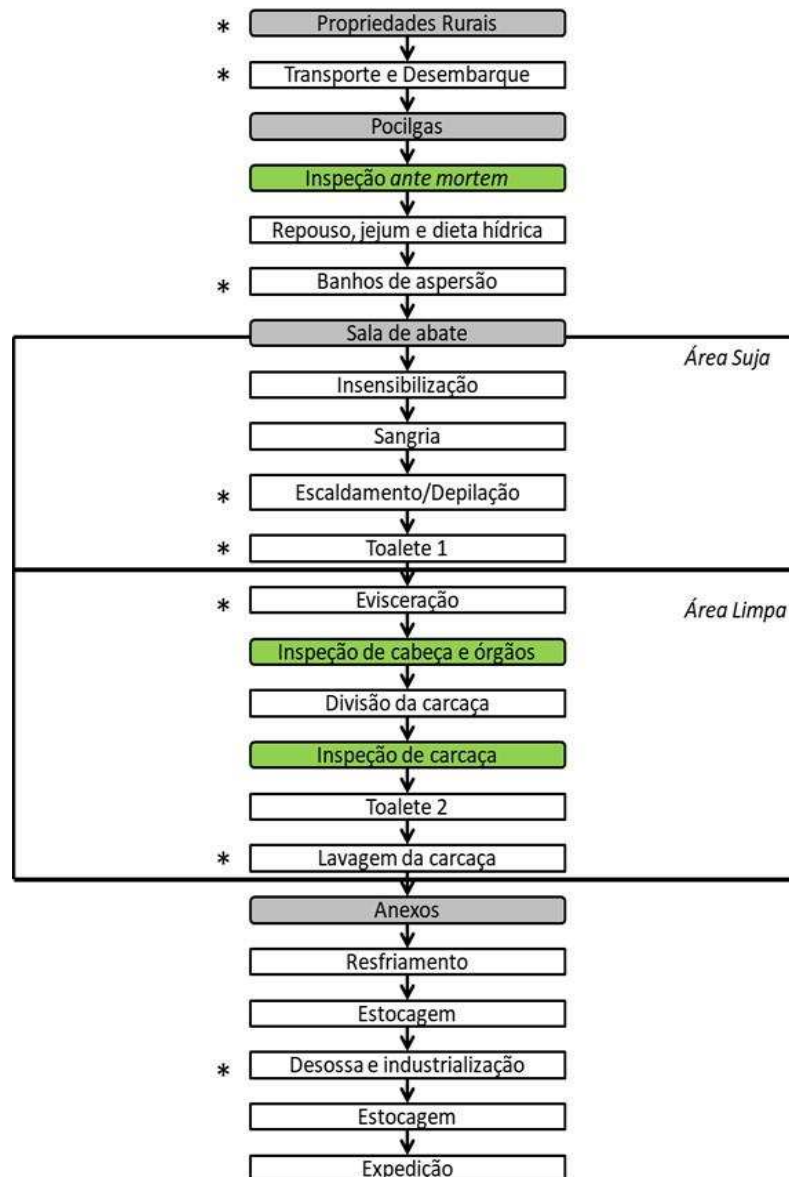 * Propriedades Rurais
* Transporte e Desembarque
Pocilgas
Inspeção ante mortem
Repouso, jejum e dieta hídrica
* Banhos de aspersão
Sala de abate
Área Suja
Insensibilização
Sangria
* Escaldamento/Depilação
* Toalete 1
* Evisceração
Área Limpa
Inspeção de cabeça e órgãos
Divisão da carcaça
Inspeção de carcaça
Toalete 2
* Lavagem da carcaça
Anexos
Resfriamento
Estocagem
* Desossa e industrialização
Estocagem
Expedição